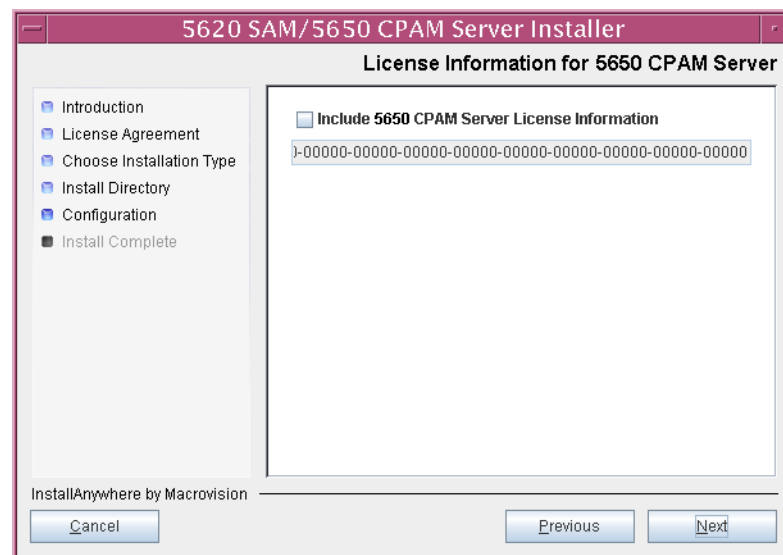 5620 SAM/5650 CPAM Server Installer
License Information for 5650 CPAM Server
Introduction
License Agreement
Choose Installation Type
Install Directory
Configuration
Install Complete
Include 5650 CPAM Server License Information
)-00000-00000-00000-00000-00000-00000-00000-00000-00000
InstallAnywhere by Macrovision
Cancel
Previous
Next